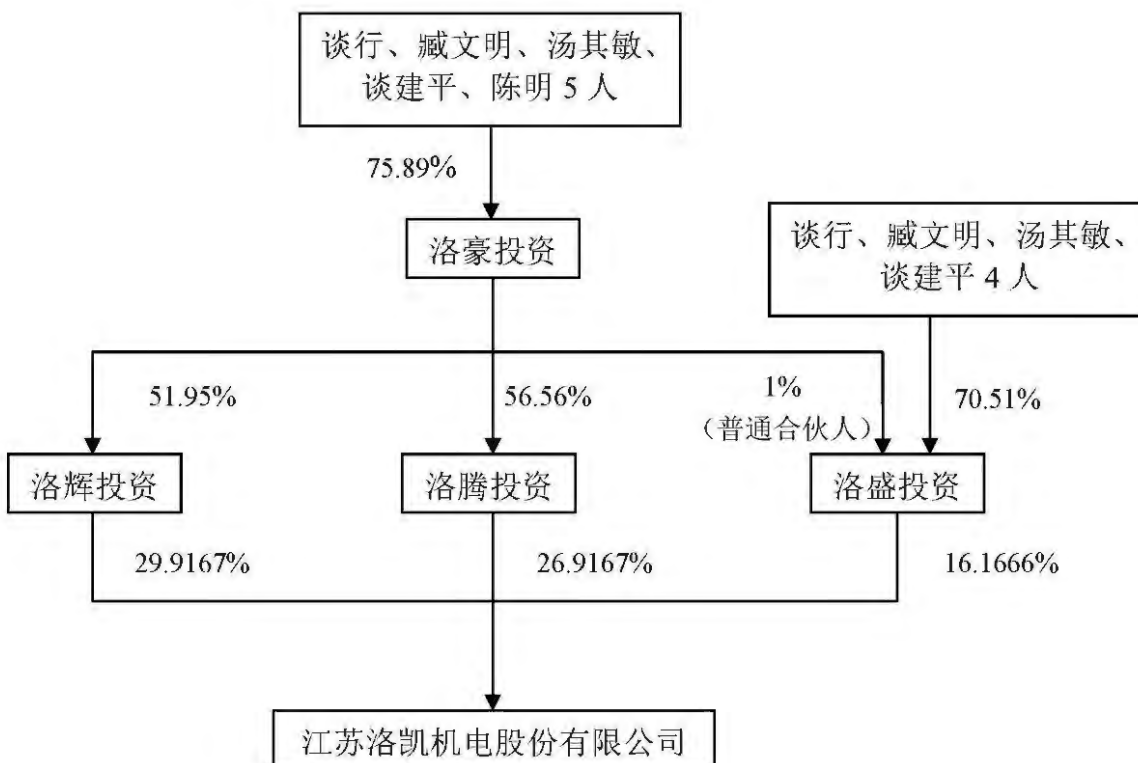 谈行、臧文明、汤其敏、
谈建平、陈明 5 人
75.89%
洛豪投资
谈行、臧文明、汤其敏、
谈建平 4 人
51.95%
56.56%
1%
（普通合伙人）
70.51%
洛辉投资
洛腾投资
洛盛投资
29.9167%
26.9167%
16.1666%
江苏洛凯机电股份有限公司